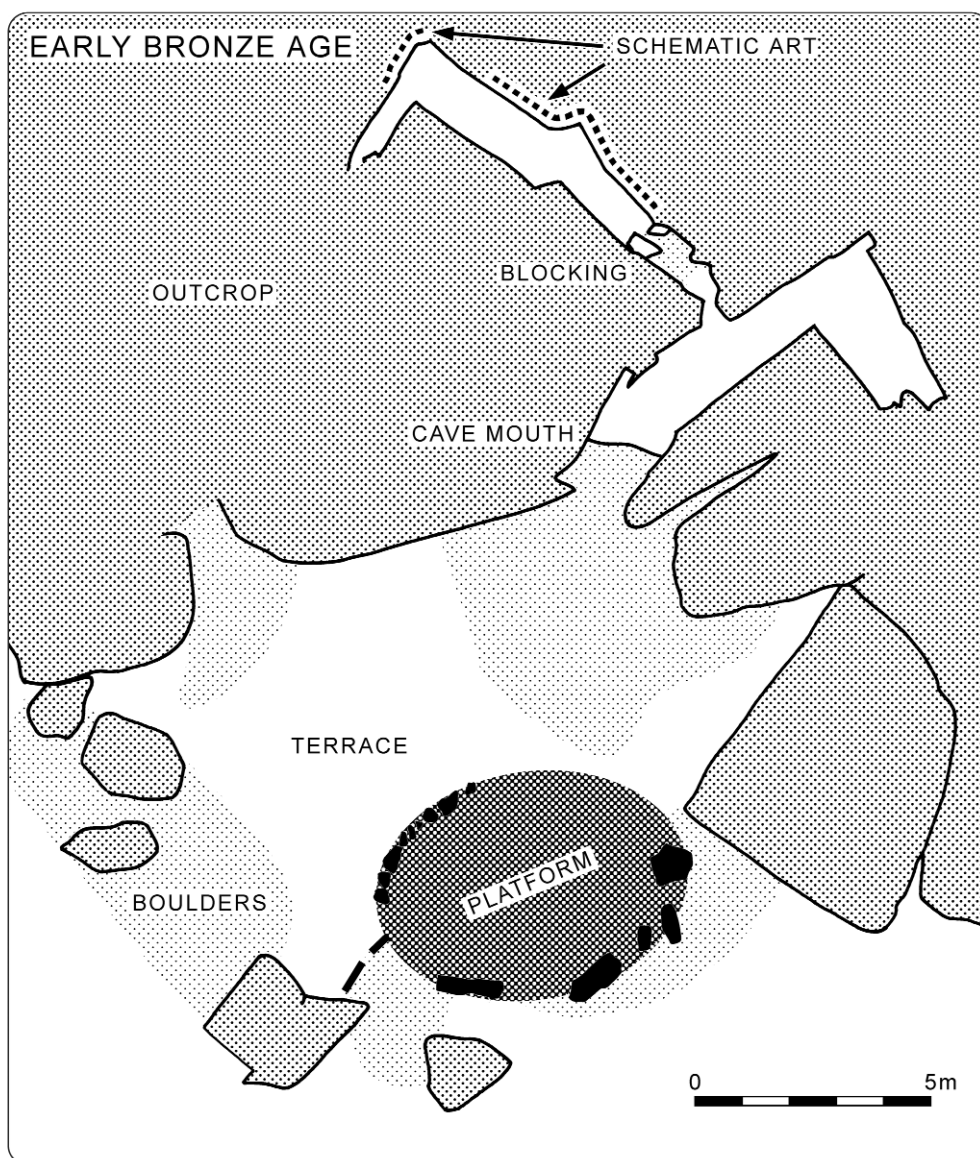 EARLY BRONZE AGE
SCHEMATIC ART
BLOCKING
OUTCROP
CAVE MOUTH
TERRACE
PLATFORM
BOULDERS
0 5m